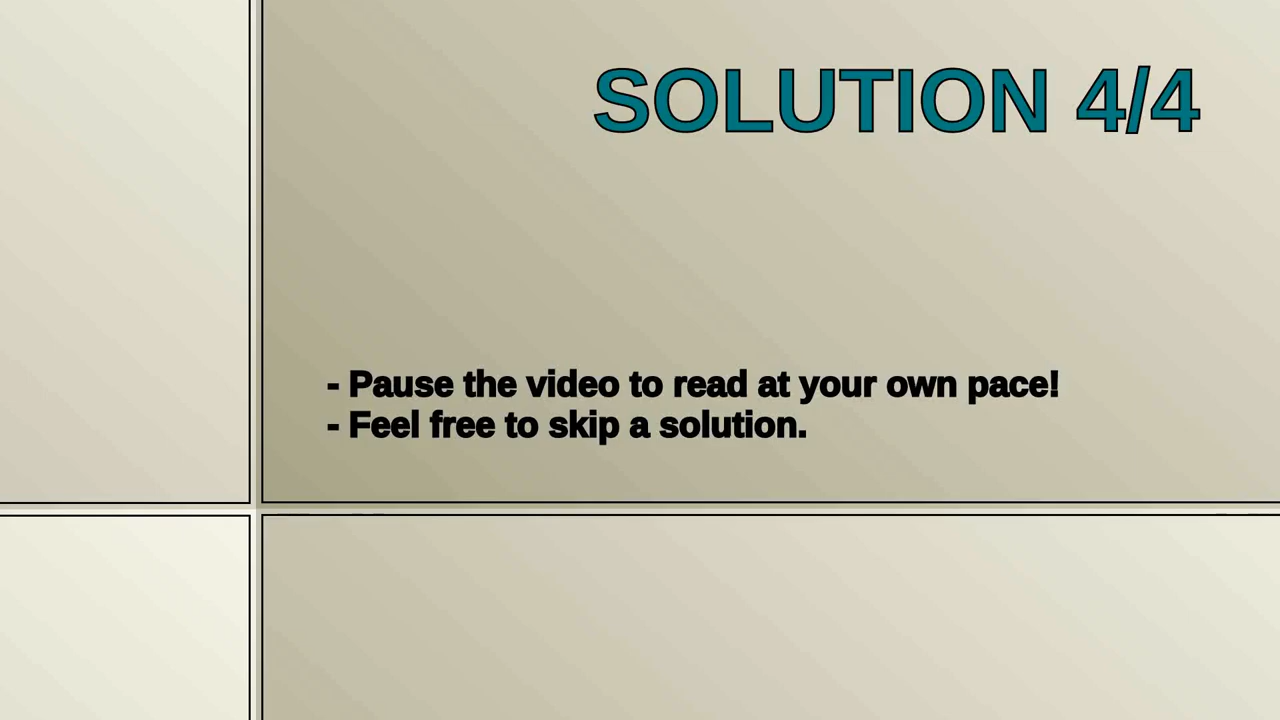 SOLUTION 4/4
- Pause the video to read at your own pace!
- Feel free to skip a solution.